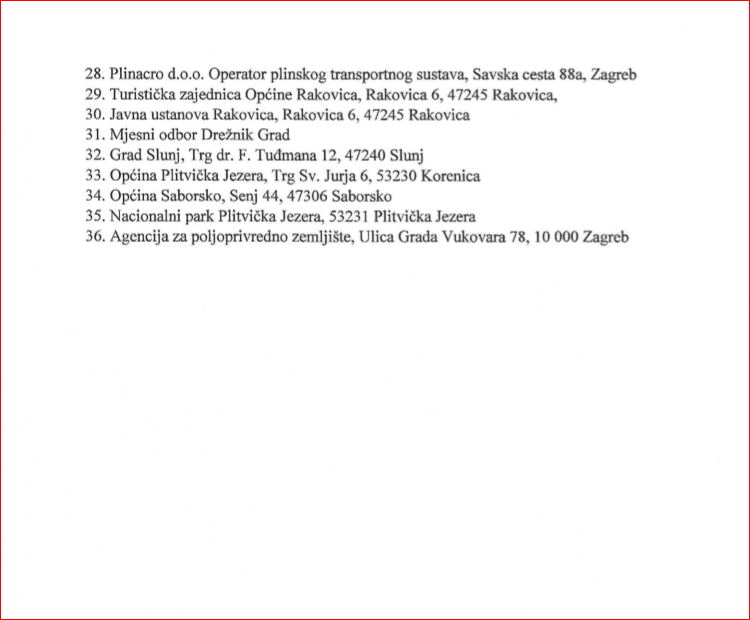 28. Plinacro d.o.o. Operator plinskog transportnog sustava, Savska cesta 88a, Zagreb
29. Turistička zajednica Općine Rakovica, Rakovica 6, 47245 Rakovica,
30. Javna ustanova Rakovica, Rakovica 6, 47245 Rakovica
31. Mjesni odbor Drežnik Grad
32. Grad Slunj, Trg dr. F. Tuđmana 12, 47240 Slunj
33. Općina Plitvička Jezera, Trg Sv. Jurja 6, 53230 Korenica
34. Općina Saborsko, Senj 44, 47306 Saborsko
35. Nacionalni park Plitvička Jezera, 53231 Plitvička Jezera
36. Agencija za poljoprivredno zemljište, Ulica Grada Vukovara 78, 10 000 Zagreb